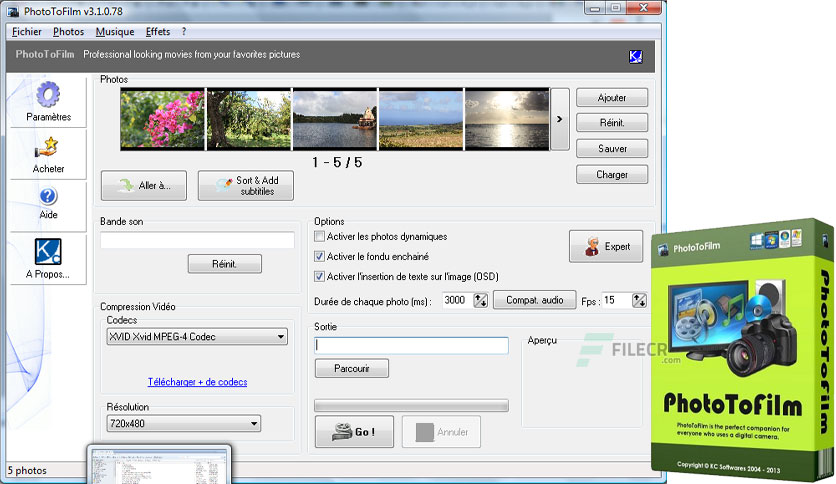 PhotoToFilm v3.1.0.78
Fichier Photos Musique Effets ?
PhotoToFilm Professional looking movies from your favorites pictures
Paramètres
Acheter
Aide
A Propos...
Photos
1 - 5 / 5
Aller à...
Sort & Add
subtitiles
Ajouter
Réinit.
Sauver
Charger
Bande son
Réinit.
Options
Activer les photos dynamiques
Activer le fondu enchainé
Activer l'insertion de texte sur l'image (OSD)
Expert
Durée de chaque photo (ms) : 3000 Compat. audio Fps : 15
Compression Vidéo
Codecs
XVID Xvid MPEG-4 Codec
Télécharger + de codecs
Résolution
720x480
Sortie
Parcourir
Go !
Annuler
Aperçu
FILECR
.com
5 photos
PhotoToFilm
PhotoToFilm
PhotoToFilm is the perfect companion for
everyone who uses a digital camera.
Copyright © KC Softwares 2004 - 2013
PhotoToFilm